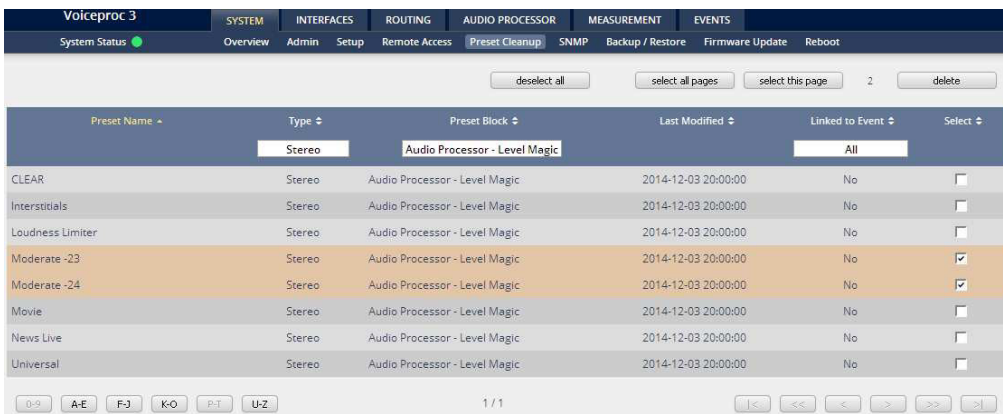 Voiceproc 3
SYSTEM INTERFACES ROUTING AUDIO PROCESSOR MEASUREMENT EVENTS
System Status Overview Admin Setup Remote Access Preset Cleanup SNMP Backup / Restore Firmware Update Reboot
deselect all select all pages select this page 2 delete
Preset Name Type Preset Block Last Modified Linked to Event Select
Stereo Audio Processor - Level Magic All
CLEAR Stereo Audio Processor - Level Magic 2014-12-03 20:00:00 No
Interstitials Stereo Audio Processor - Level Magic 2014-12-03 20:00:00 No
Loudness Limiter Stereo Audio Processor - Level Magic 2014-12-03 20:00:00 No
Moderate -23 Stereo Audio Processor - Level Magic 2014-12-03 20:00:00 No
Moderate -24 Stereo Audio Processor - Level Magic 2014-12-03 20:00:00 No
Movie Stereo Audio Processor - Level Magic 2014-12-03 20:00:00 No
News Live Stereo Audio Processor - Level Magic 2014-12-03 20:00:00 No
Universal Stereo Audio Processor - Level Magic 2014-12-03 20:00:00 No
0-9 A-E F-J K-O P-T U-Z 1 / 1 |< << < > >> >|